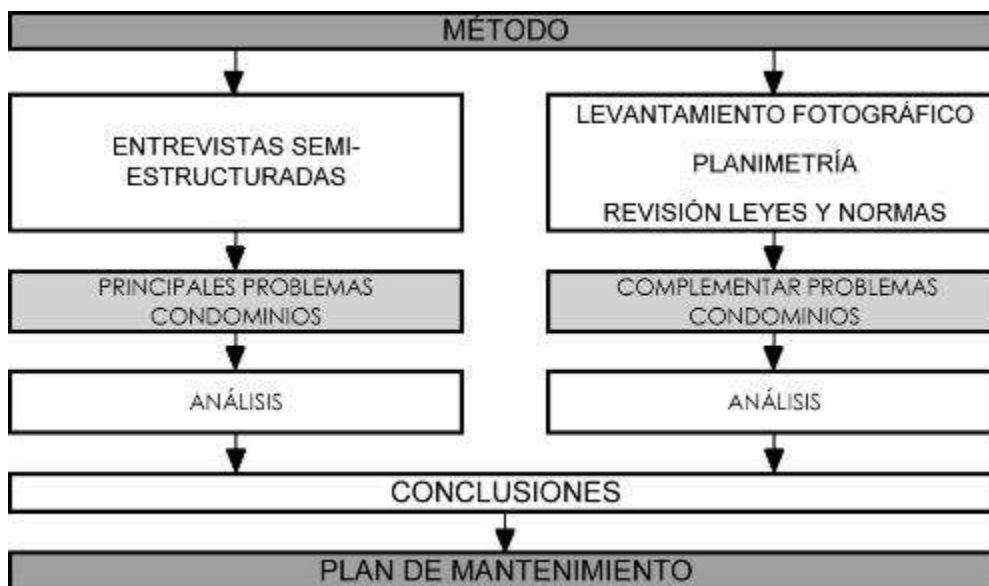 MÉTODO
ENTREVISTAS SEMI-
ESTRUCTURADAS
LEVANTAMIENTO FOTOGRÁFICO
PLANIMETRÍA
REVISIÓN LEYES Y NORMAS
PRINCIPALES PROBLEMAS
CONDOMINIOS
COMPLEMENTAR PROBLEMAS
CONDOMINIOS
ANÁLISIS
ANÁLISIS
CONCLUSIONES
PLAN DE MANTENIMIENTO